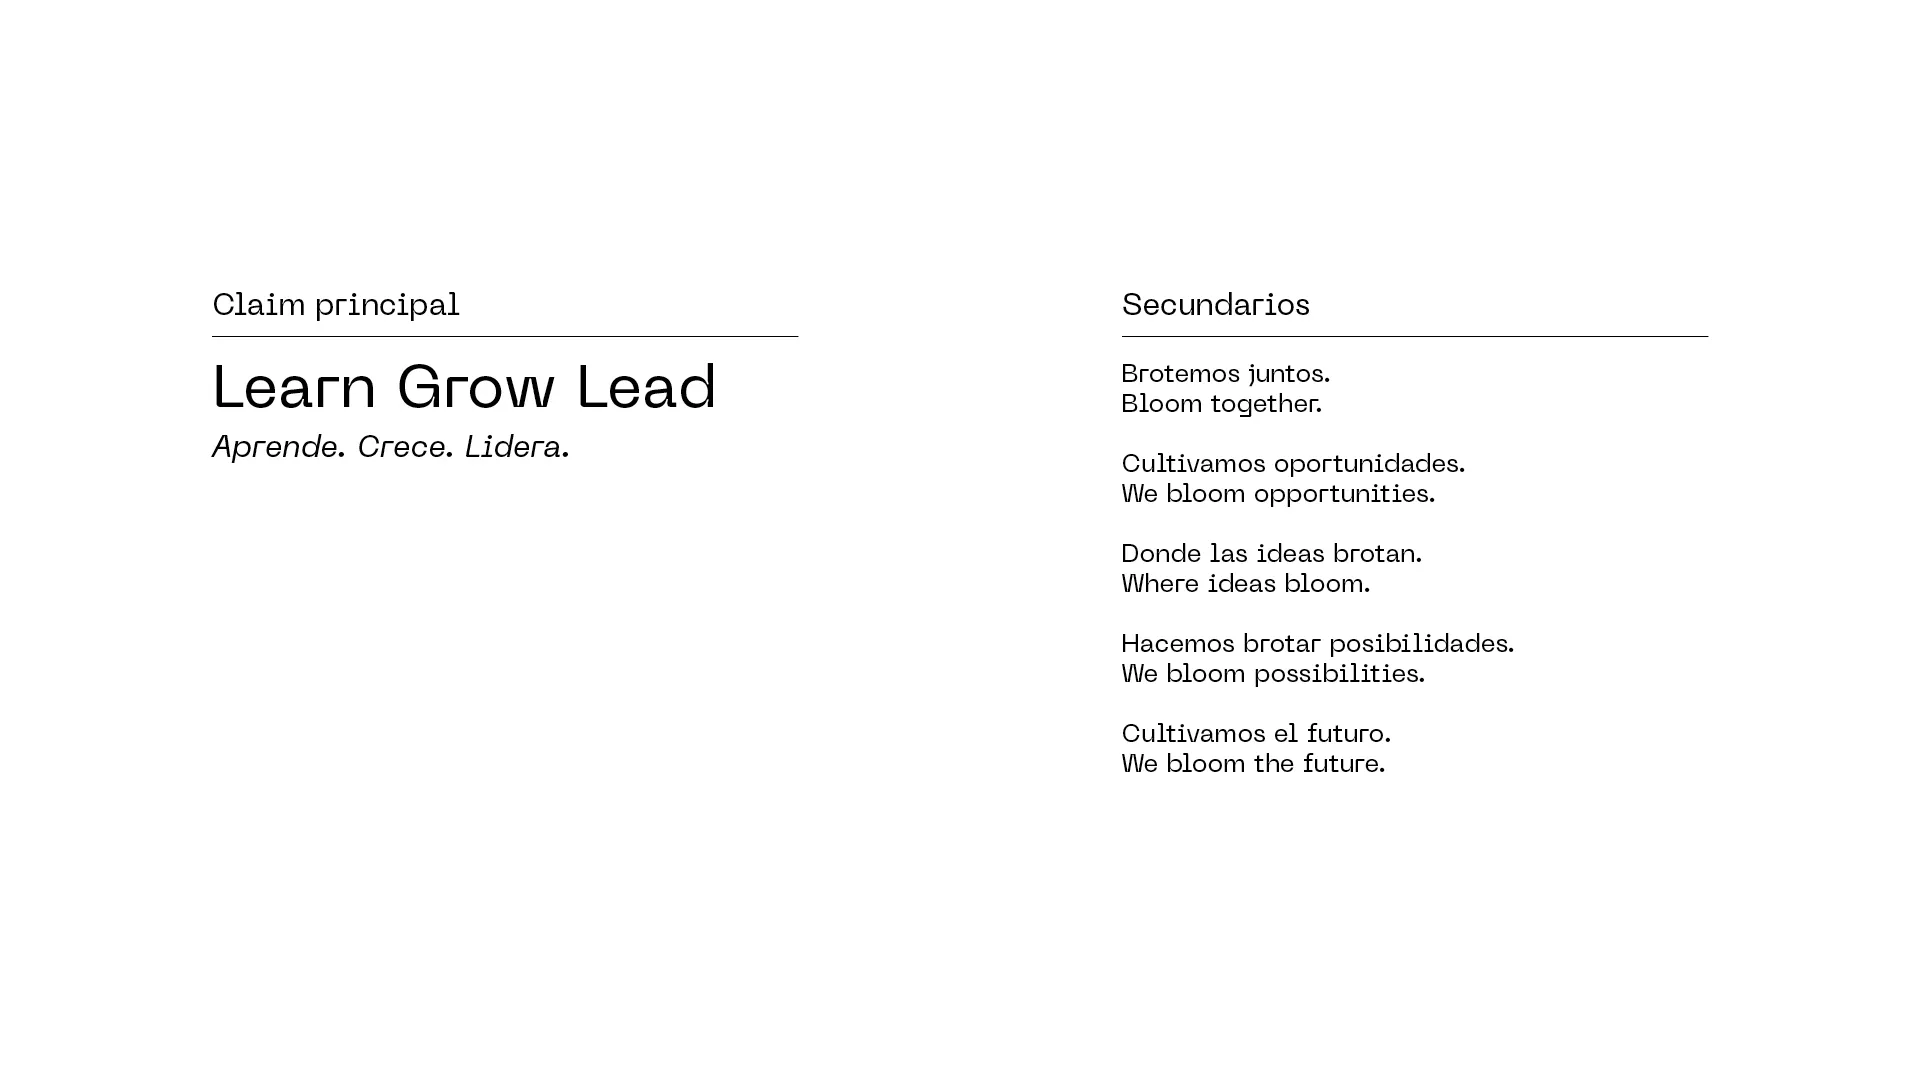 Claim principal
Learn Grow Lead
Aprende. Crece. Lidera.
Secundarios
Brotemos juntos.
Bloom together.
Cultivamos oportunidades.
We bloom opportunities.
Donde las ideas brotan.
Where ideas bloom.
Hacemos brotar posibilidades.
We bloom possibilities.
Cultivamos el futuro.
We bloom the future.